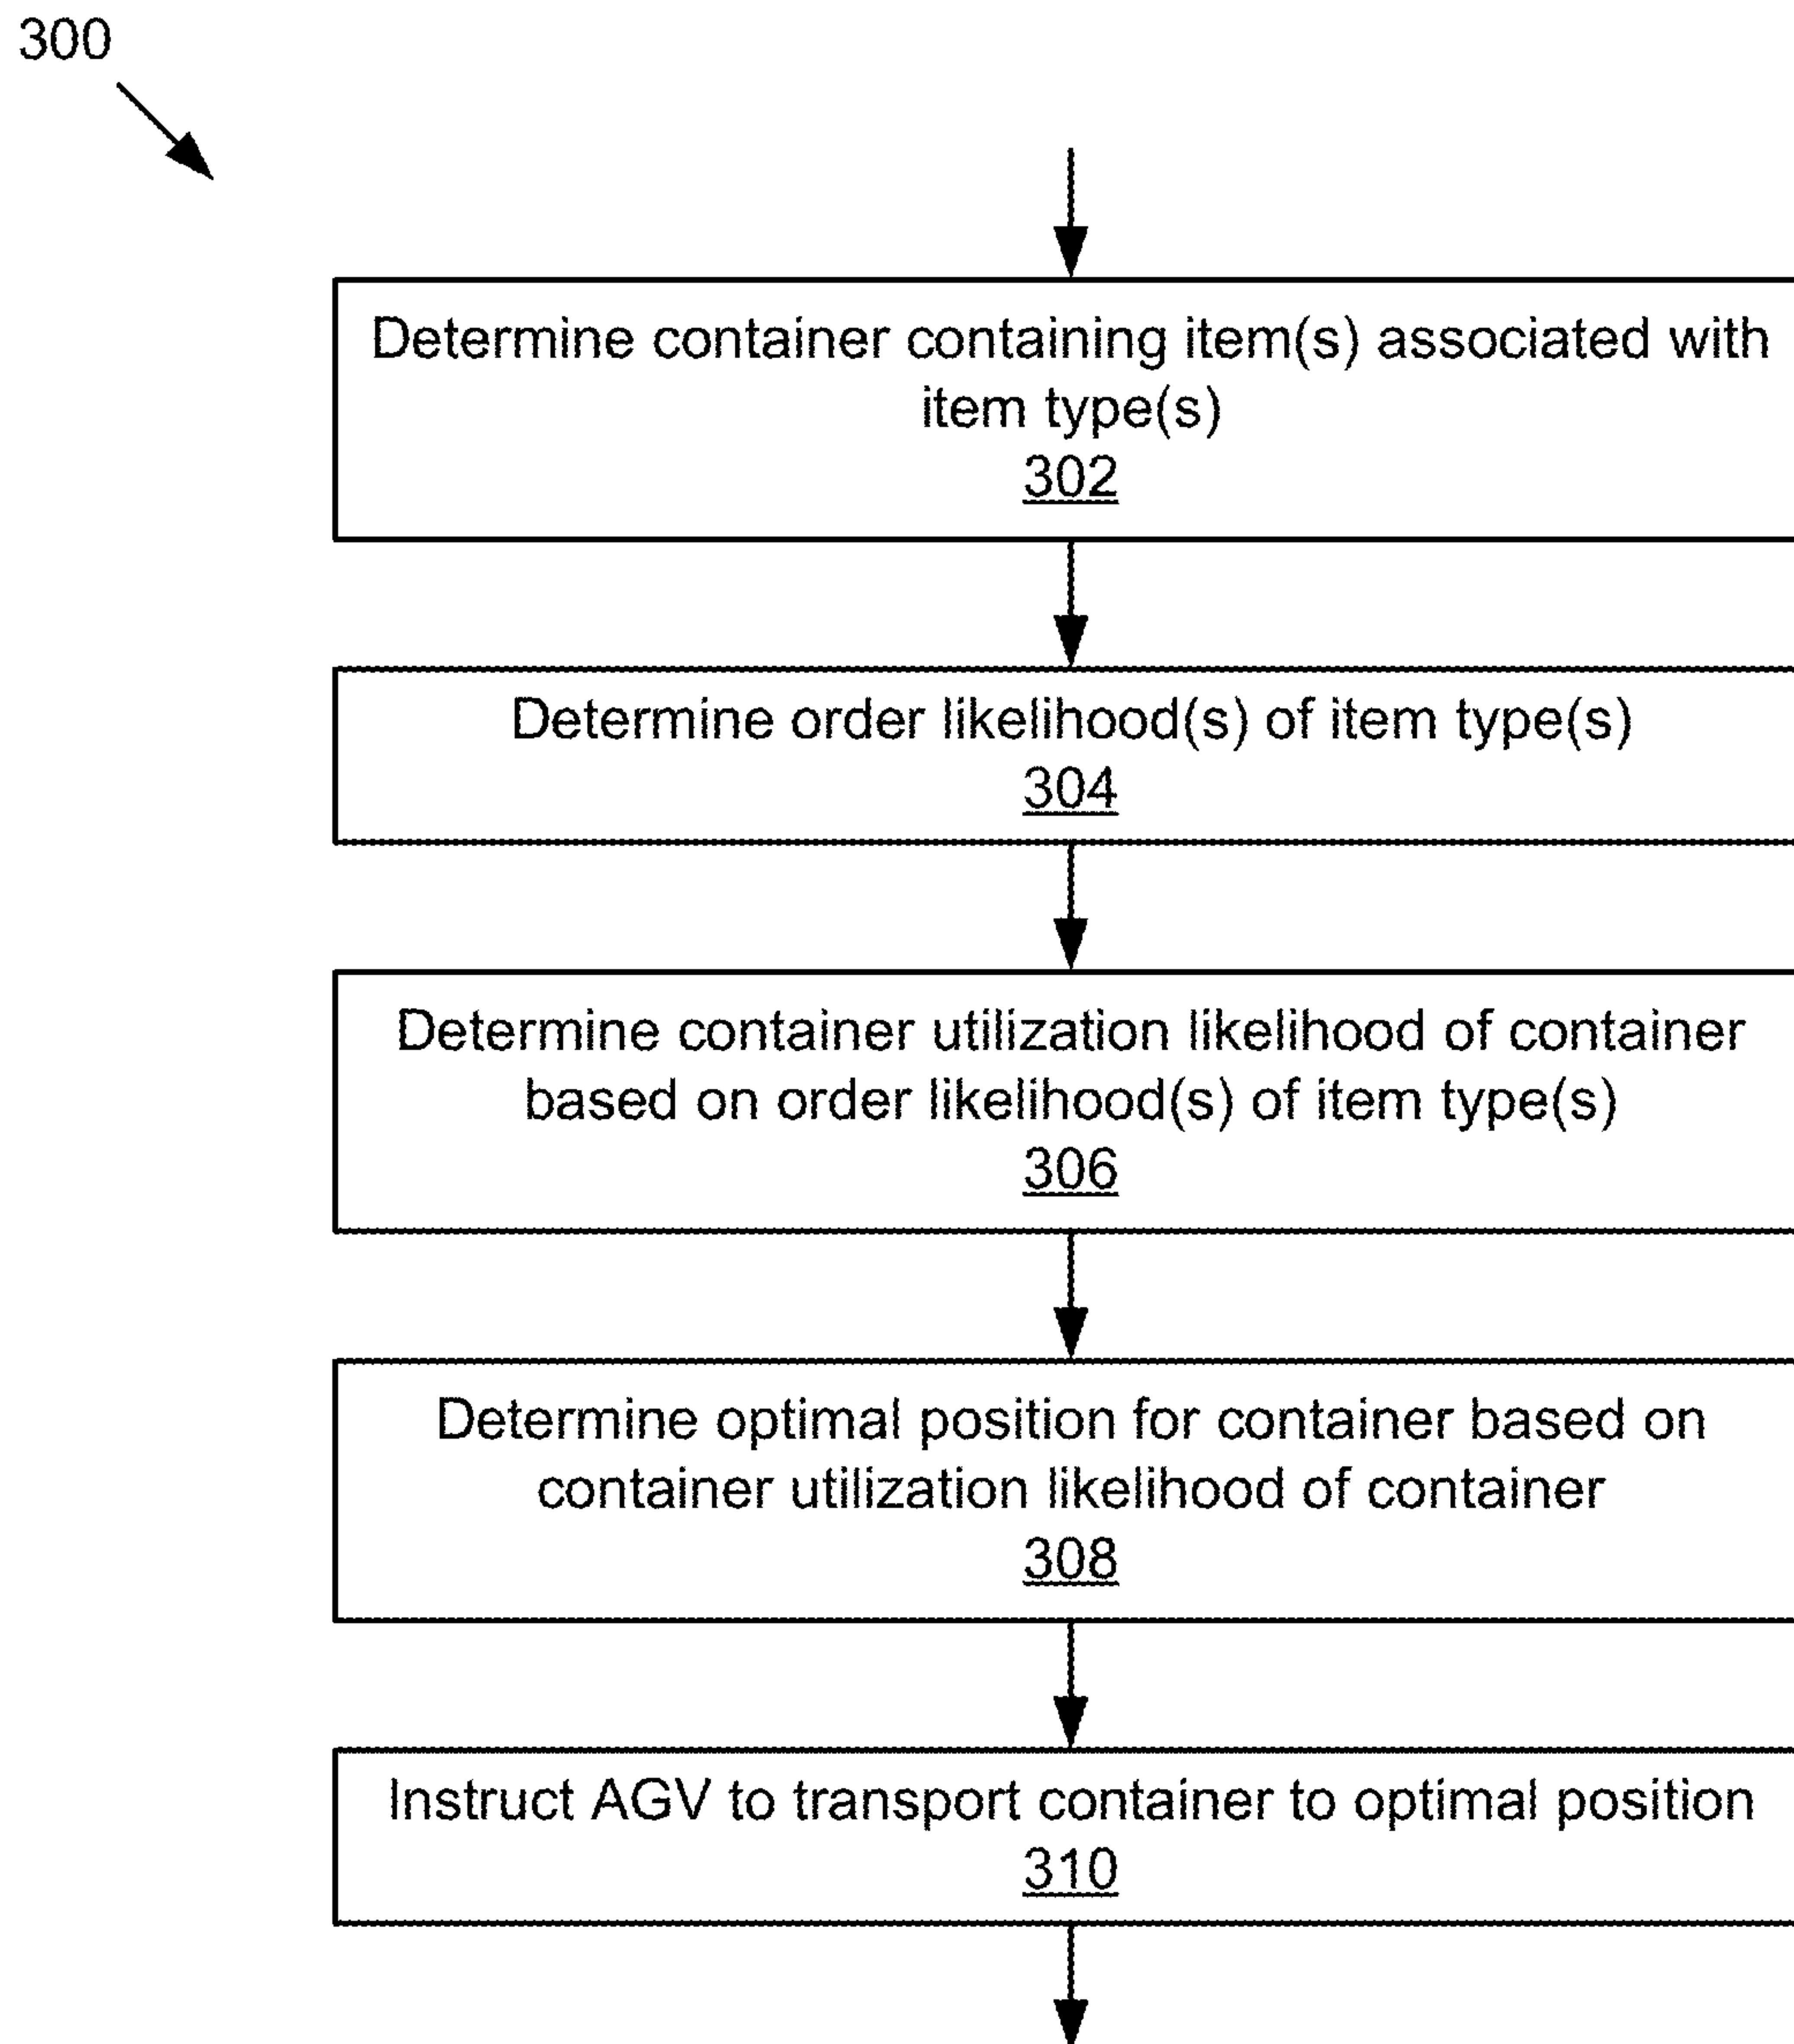 300
Determine container containing item(s) associated with
item type(s)
302
Determine order likelihood(s) of item type(s)
304
Determine container utilization likelihood of container
based on order likelihood(s) of item type(s)
306
Determine optimal position for container based on
container utilization likelihood of container
308
Instruct AGV to transport container to optimal position
310